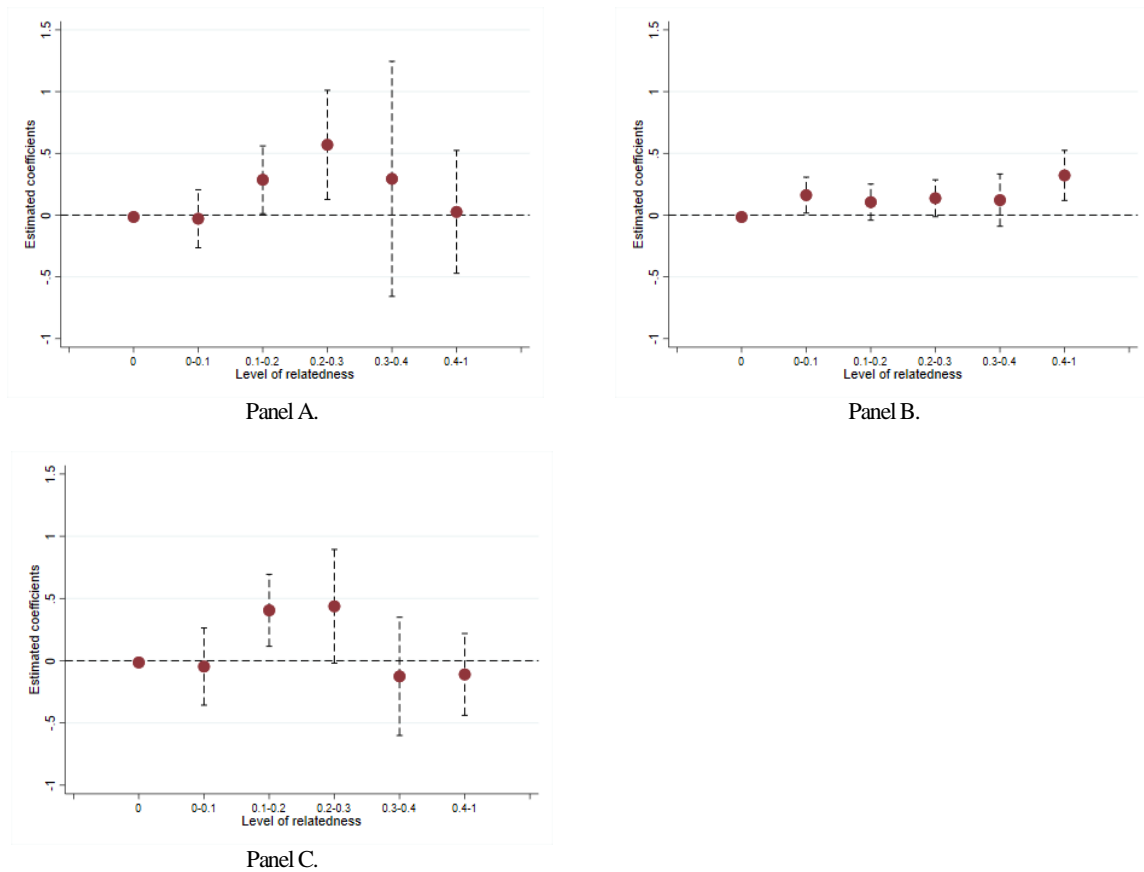 1.5
1
.5
0
-.5
-1
Estimated coefficients
0 0-0.1 0.1-0.2 0.2-0.3 0.3-0.4 0.4-1
Level of relatedness
Panel A.
1.5
1
.5
0
-.5
-1
Estimated coefficients
0 0-0.1 0.1-0.2 0.2-0.3 0.3-0.4 0.4-1
Level of relatedness
Panel B.
1.5
1
.5
0
-.5
-1
Estimated coefficients
0 0-0.1 0.1-0.2 0.2-0.3 0.3-0.4 0.4-1
Level of relatedness
Panel C.